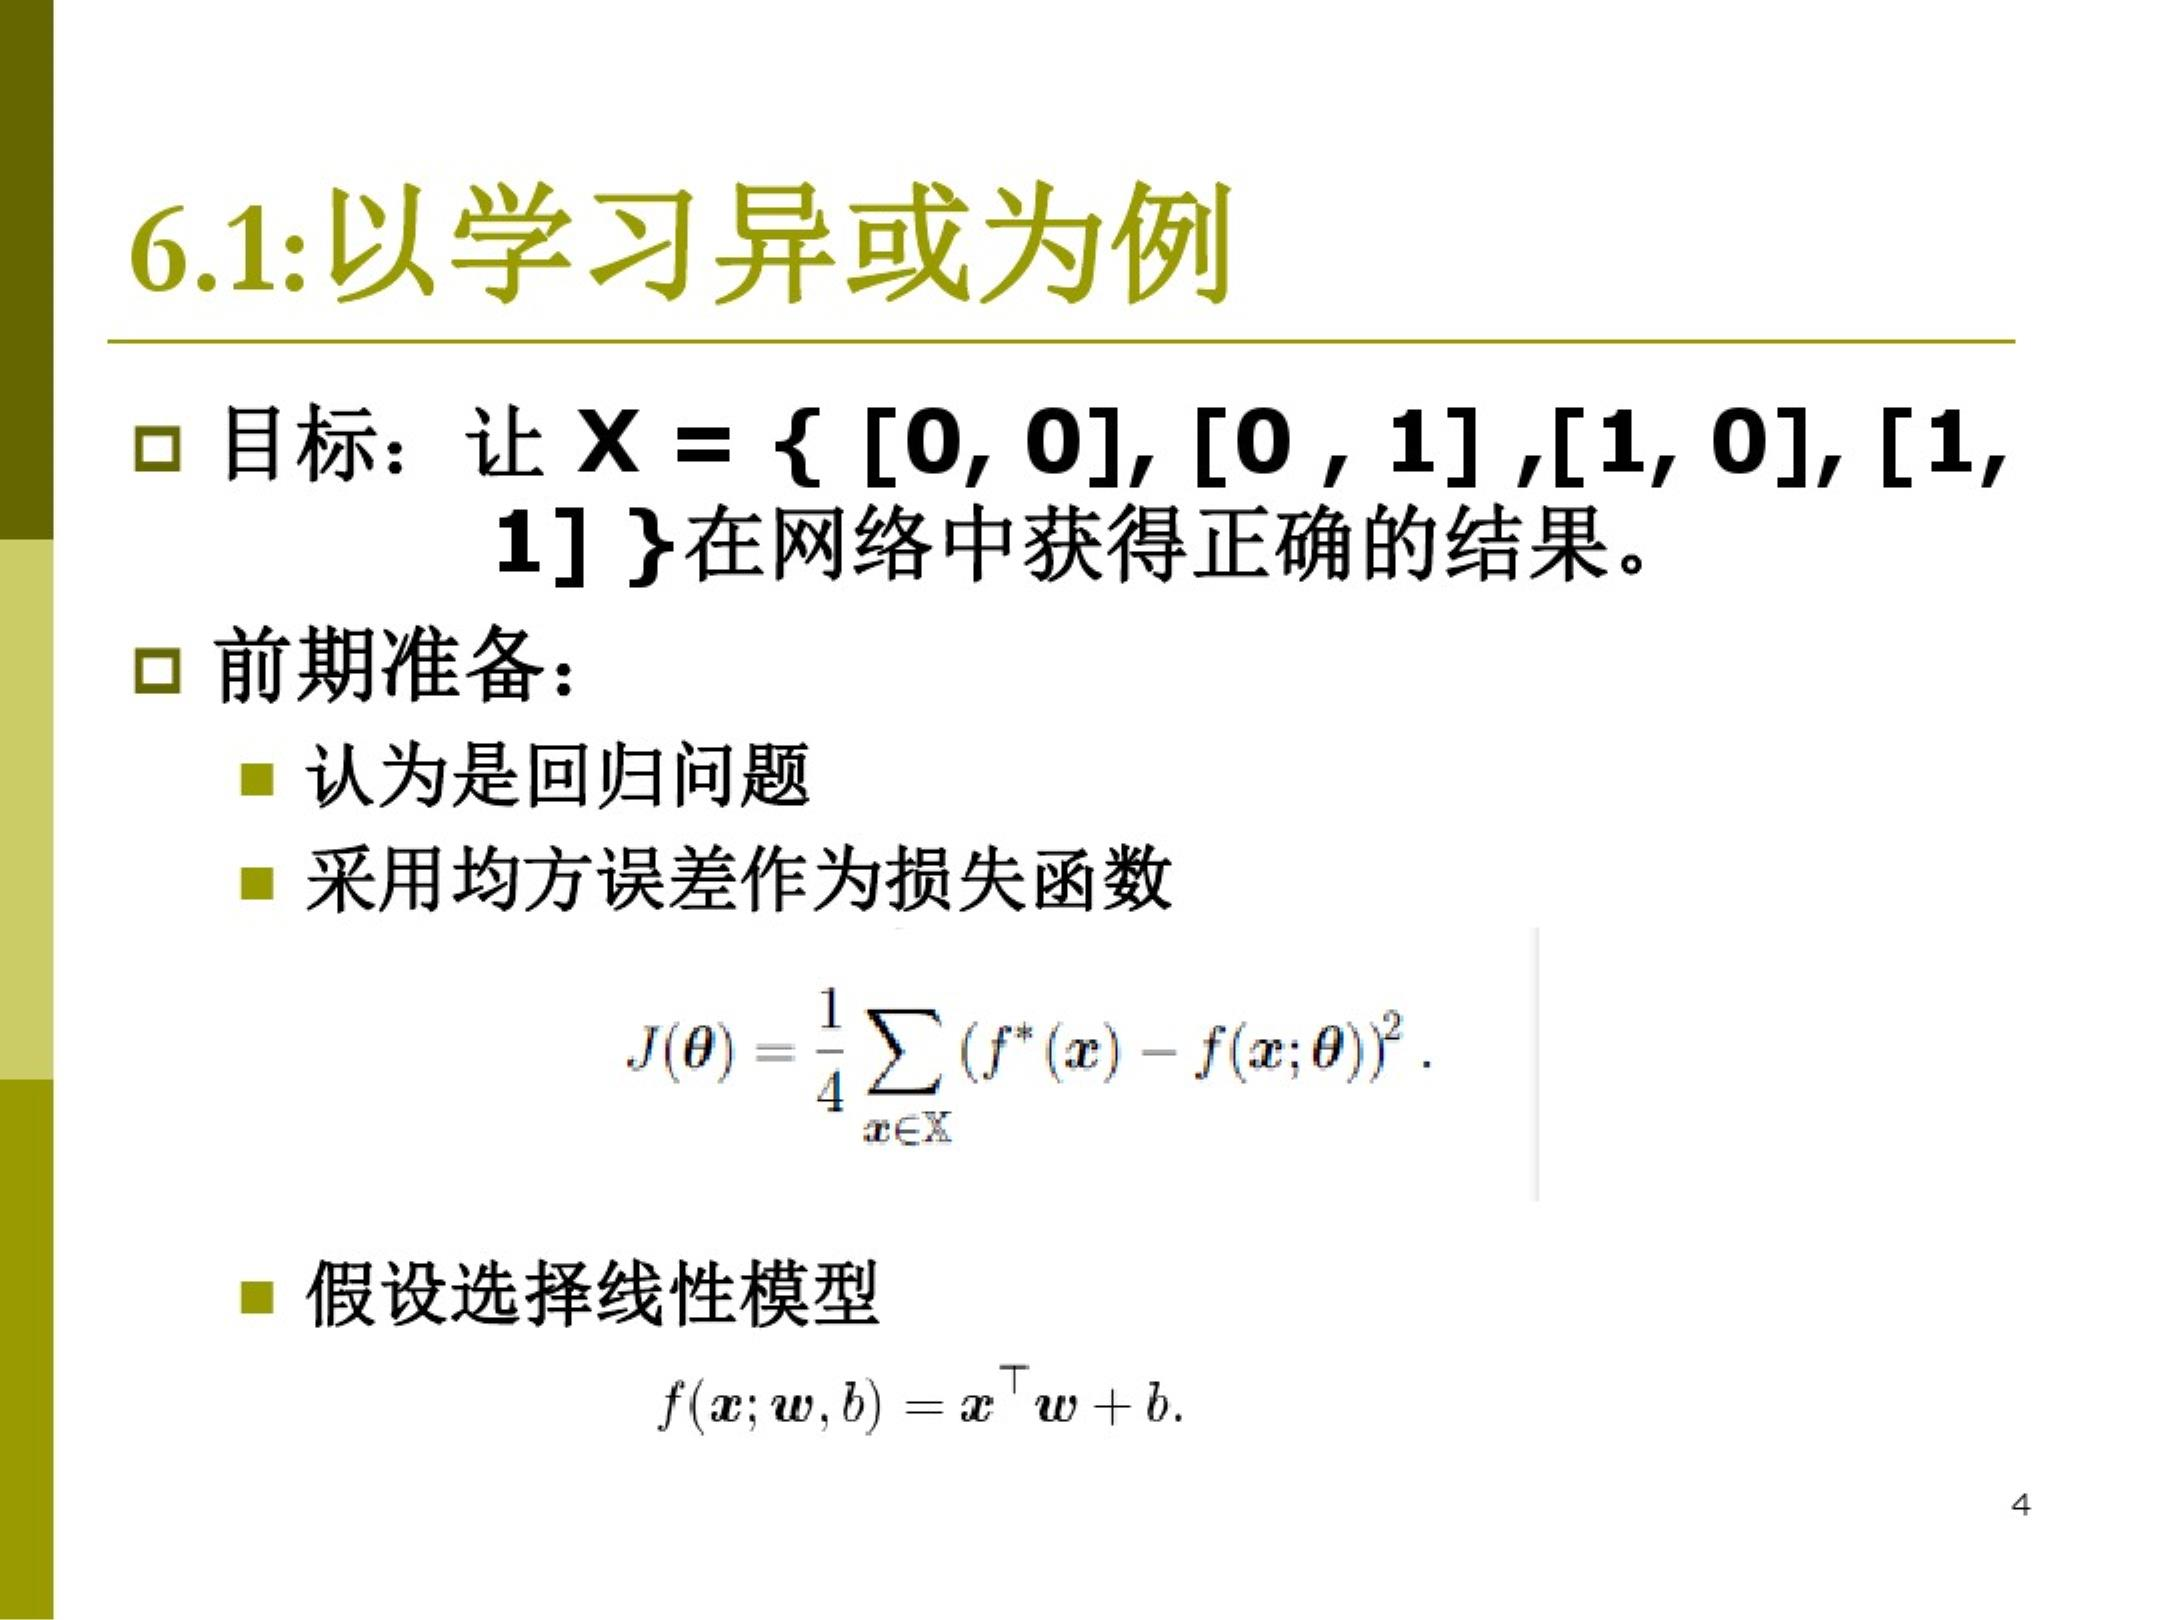 6.1:以学习异或为例
目标：让 X = { [0, 0], [0 , 1] ,[1, 0], [1,
1] }在网络中获得正确的结果。
前期准备：
认为是回归问题
采用均方误差作为损失函数
J(θ) = 1/4 ∑_{x∈𝕏} (f*(x) − f(x; θ))² .
假设选择线性模型
f(x; w, b) = x⊤w + b.
4